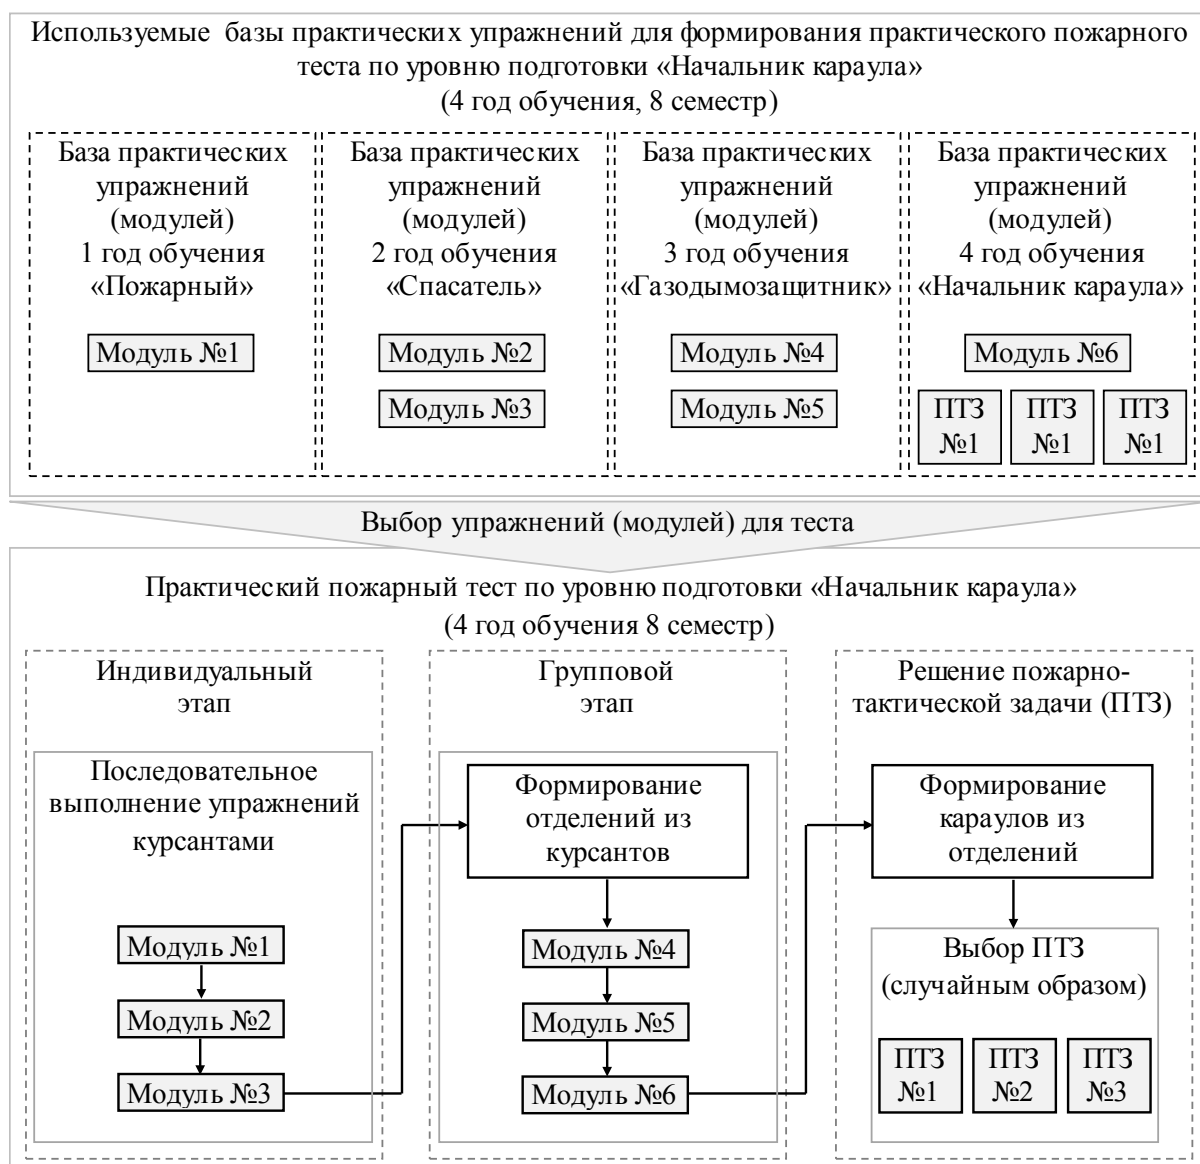 Используемые базы практических упражнений для формирования практического пожарного
теста по уровню подготовки «Начальник караула»
(4 год обучения, 8 семестр)
База практических
упражнений
(модулей)
1 год обучения
«Пожарный»
Модуль №1
База практических
упражнений
(модулей)
2 год обучения
«Спасатель»
Модуль №2
Модуль №3
База практических
упражнений
(модулей)
3 год обучения
«Газодымозащитник»
Модуль №4
Модуль №5
База практических
упражнений
(модулей)
4 год обучения
«Начальник караула»
Модуль №6
ПТЗ
№1
ПТЗ
№1
ПТЗ
№1
Выбор упражнений (модулей) для теста
Практический пожарный тест по уровню подготовки «Начальник караула»
(4 год обучения 8 семестр)
Индивидуальный
этап
Последовательное
выполнение упражнений
курсантами
Модуль №1
Модуль №2
Модуль №3
Групповой
этап
Формирование
отделений из
курсантов
Модуль №4
Модуль №5
Модуль №6
Решение пожарно-
тактической задачи (ПТЗ)
Формирование
караулов из
отделений
Выбор ПТЗ
(случайным образом)
ПТЗ
№1
ПТЗ
№2
ПТЗ
№3